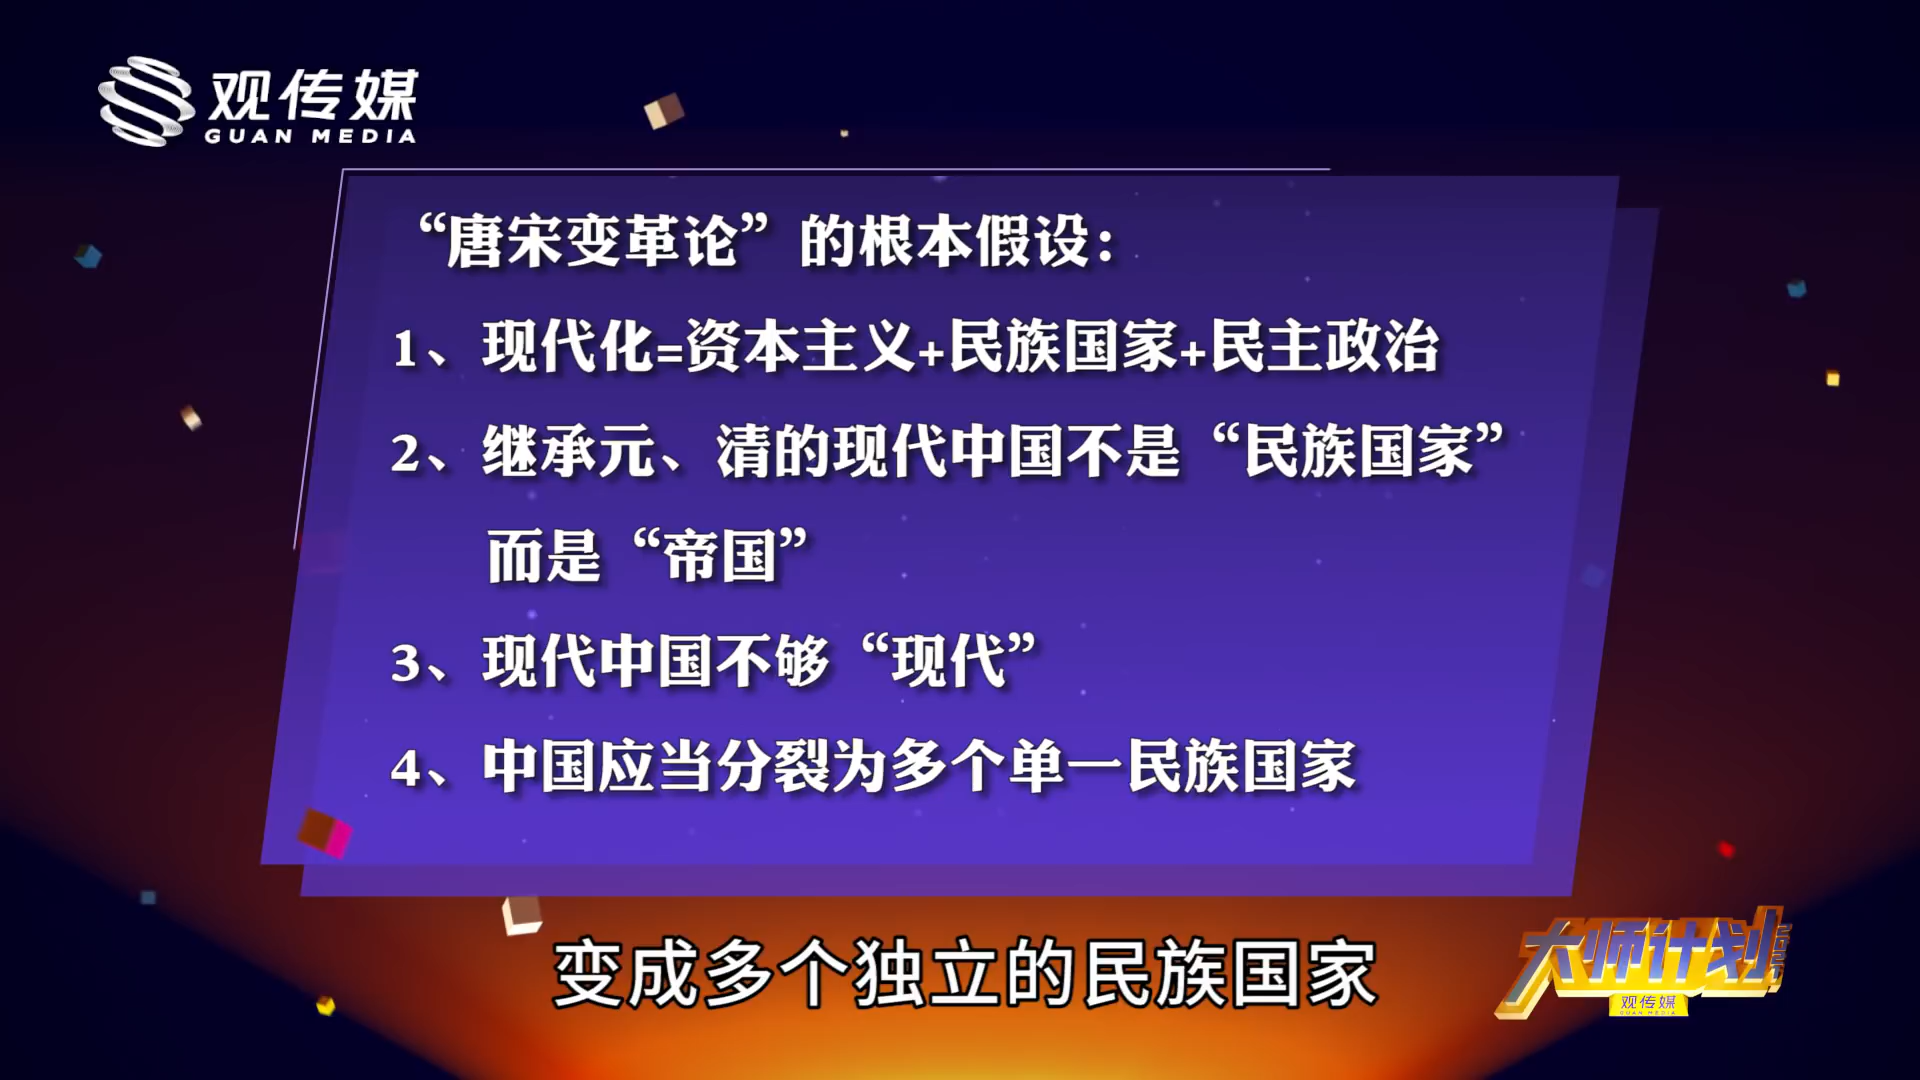 观传媒
GUAN MEDIA
“唐宋变革论”的根本假设：
1、现代化=资本主义+民族国家+民主政治
2、继承元、清的现代中国不是“民族国家”
而是“帝国”
3、现代中国不够“现代”
4、中国应当分裂为多个单一民族国家
变成多个独立的民族国家
大师计划
观传媒
GUAN MEDIA